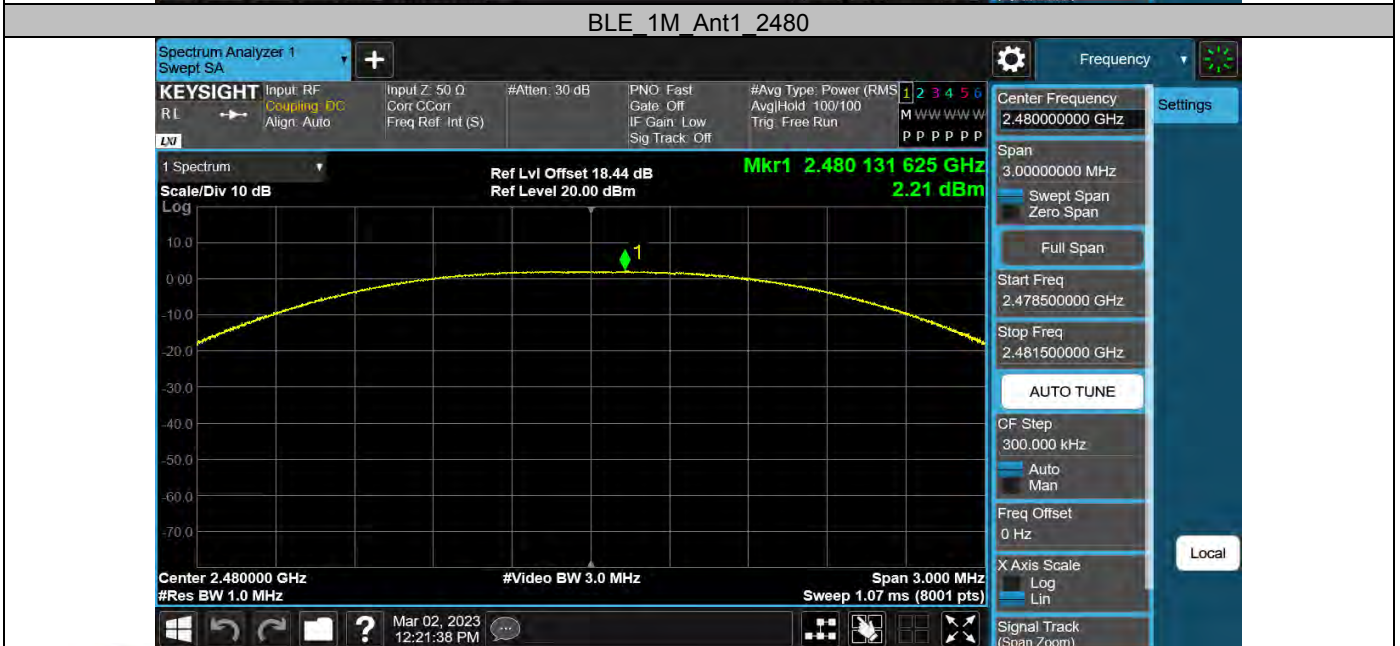 BLE_1M_Ant1_2480
Spectrum Analyzer 1
Swept SA
+
Frequency
KEYSIGHT
RL
LXI
Input: RF
Coupling: DC
Align: Auto
Input Z: 50 Ω
Corr CCorr
Freq Ref: Int (S)
#Atten: 30 dB
PNO: Fast
Gate: Off
IF Gain: Low
Sig Track: Off
#Avg Type: Power (RMS
Avg|Hold: 100/100
Trig: Free Run
1 2 3 4 5 6
M W W W W W
P P P P P P
Center Frequency
2.480000000 GHz
Settings
1 Spectrum
Scale/Div 10 dB
Log
Ref Lvl Offset 18.44 dB
Ref Level 20.00 dBm
Mkr1 2.480 131 625 GHz
2.21 dBm
Span
3.00000000 MHz
Swept Span
Zero Span
Full Span
Start Freq
2.478500000 GHz
Stop Freq
2.481500000 GHz
AUTO TUNE
CF Step
300.000 kHz
Auto
Man
Freq Offset
0 Hz
X Axis Scale
Log
Lin
Signal Track
(Span Zoom)
Local
1
10.0
0.00
-10.0
-20.0
-30.0
-40.0
-50.0
-60.0
-70.0
Center 2.480000 GHz
#Res BW 1.0 MHz
#Video BW 3.0 MHz
Span 3.000 MHz
Sweep 1.07 ms (8001 pts)
?
Mar 02, 2023
12:21:38 PM